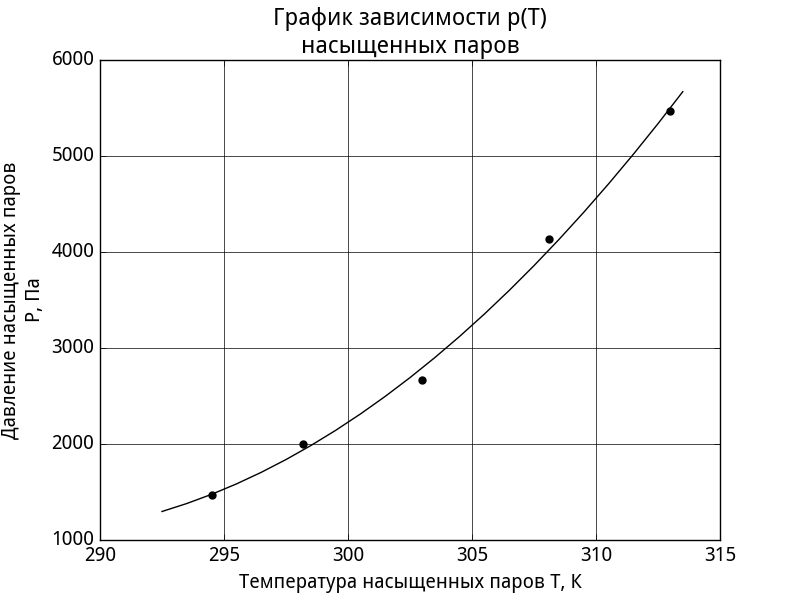 График зависимости p(T)
насыщенных паров
6000
5000
4000
3000
2000
1000
290
295
300
305
310
315
Давление насыщенных паров
P, Па
Температура насыщенных паров T, К